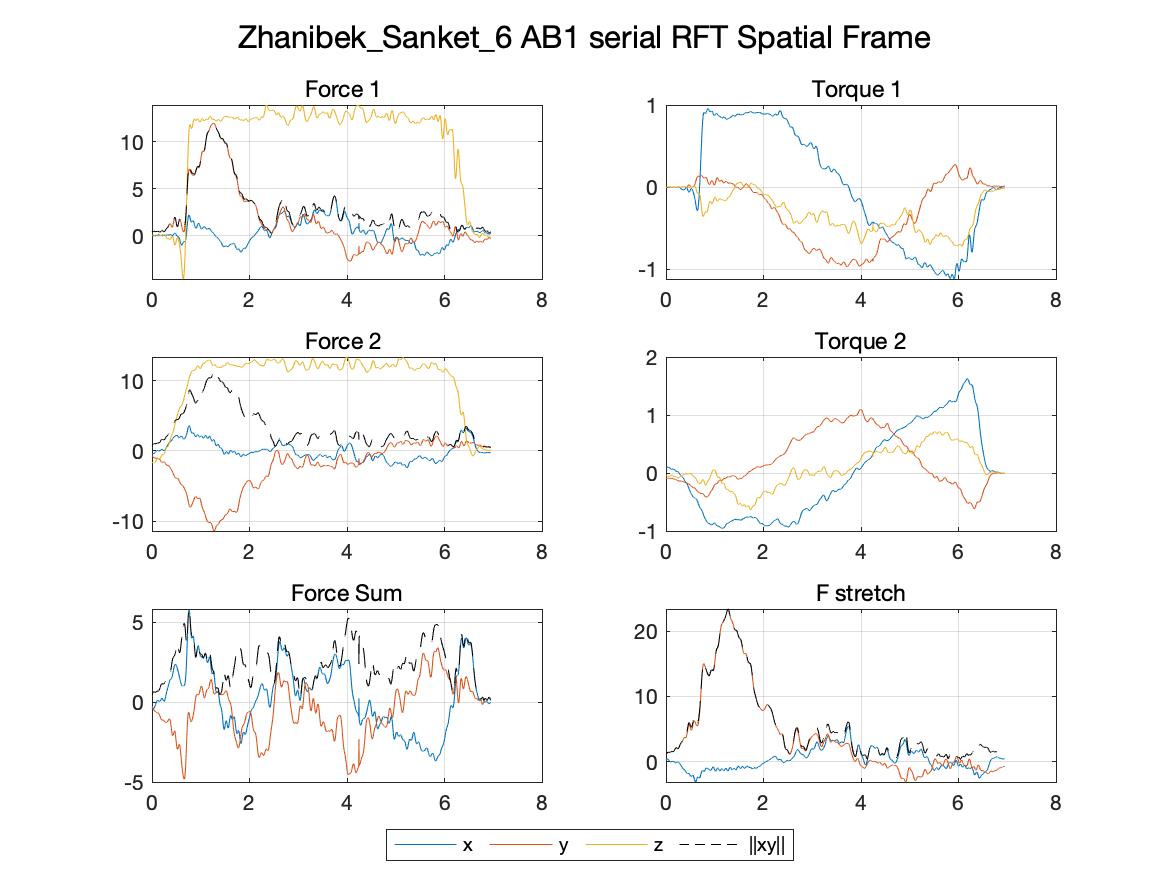 Zhanibek_Sanket_6 AB1 serial RFT Spatial Frame
Force 1
10
5
0
0 2 4 6 8
Torque 1
1
0
-1
0 2 4 6 8
Force 2
10
0
-10
0 2 4 6 8
Torque 2
2
1
0
-1
0 2 4 6 8
Force Sum
5
0
-5
0 2 4 6 8
F stretch
20
10
0
0 2 4 6 8
x y z ||xy||